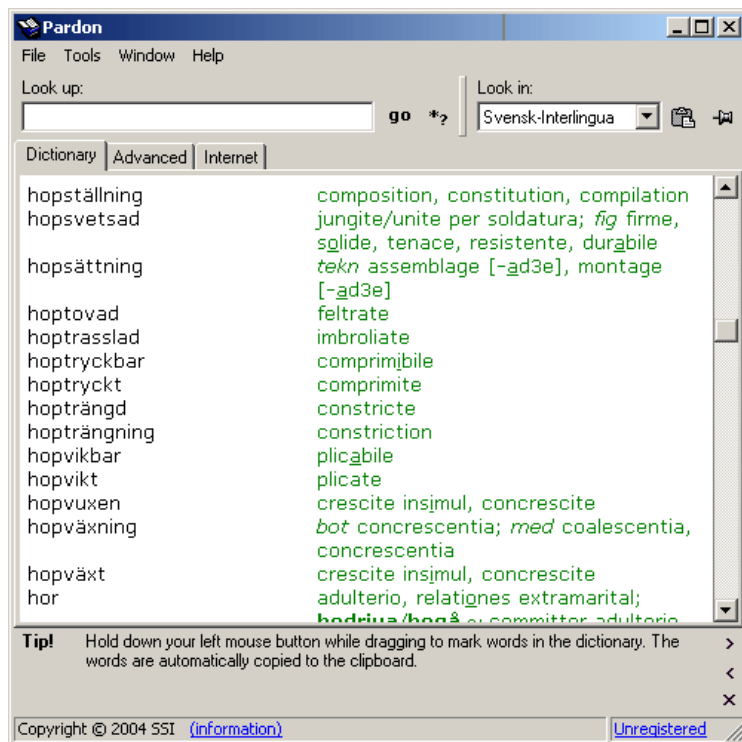 Pardon
File Tools Window Help
Look up:
Look in:
go *? Svensk-Interlingua
Dictionary Advanced Internet
hopställning composition, constitution, compilation
hopsvetsad jungite/unite per soldatura; fig firme,
solide, tenace, resistente, durabile
hopsättning tekn assemblage [-ad3e], montage
[-ad3e]
hoptovad feltrate
hoptrasslad imbroliate
hoptryckbar comprimibile
hoptryckt comprimite
hopträngd constricte
hopträngning constriction
hopvikbar plicabile
hopvikt plicate
hopvuxen crescite insimul, concrescite
hopväxning bot concrescentia; med coalescentia,
concrescentia
hopväxt crescite insimul, concrescite
hor adulterio, relationes extramarital;
committer adulterio
Tip! Hold down your left mouse button while dragging to mark words in the dictionary. The
words are automatically copied to the clipboard.
Copyright © 2004 SSI (information) Unregistered